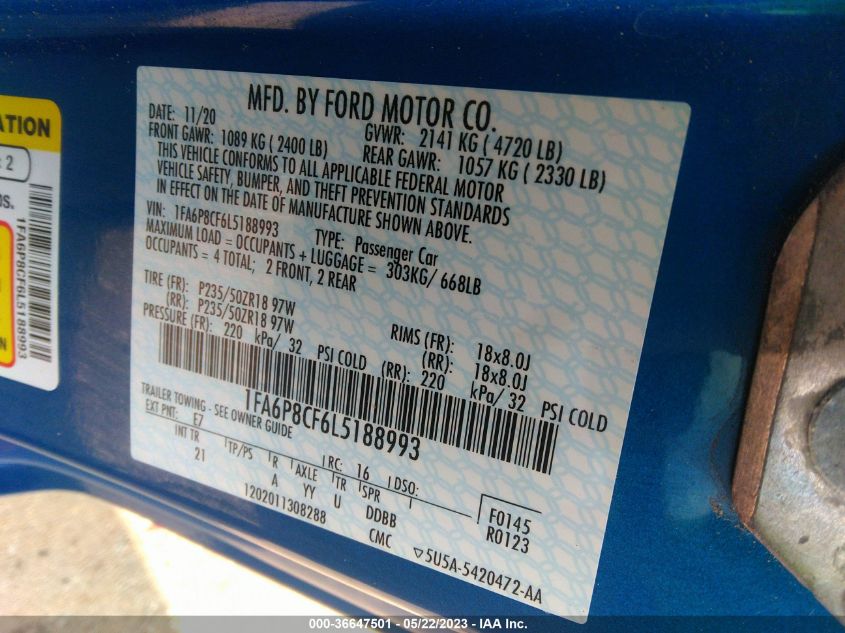 MFD. BY FORD MOTOR CO.
DATE: 11/20 GVWR: 2141 KG ( 4720 LB)
FRONT GAWR: 1089 KG ( 2400 LB) REAR GAWR: 1057 KG ( 2330 LB)
THIS VEHICLE CONFORMS TO ALL APPLICABLE FEDERAL MOTOR
VEHICLE SAFETY, BUMPER, AND THEFT PREVENTION STANDARDS
IN EFFECT ON THE DATE OF MANUFACTURE SHOWN ABOVE.
VIN: 1FA6P8CF6L5188993 TYPE: Passenger Car
MAXIMUM LOAD = OCCUPANTS + LUGGAGE = 303KG/ 668LB
OCCUPANTS = 4 TOTAL; 2 FRONT, 2 REAR
TIRE (FR): P235/50ZR18 97W RIMS (FR): 18x8.0J
(RR): P235/50ZR18 97W (RR): 18x8.0J
PRESSURE (FR): 220 kPa/ 32 PSI COLD (RR): 220 kPa/ 32 PSI COLD
1FA6P8CF6L5188993
TRAILER TOWING - SEE OWNER GUIDE
EXT PNT: E7 RC: 16 DSO:
INT TR TP/PS R AXLE TR SPR
21 A YY U DDBB
F0145
R0123
1202011308288 CMC
▽5U5A-5420472-AA
ATION
: 2
OS.
1FA6P8CF6L5188993
000-36647501 - 05/22/2023 - IAA Inc.